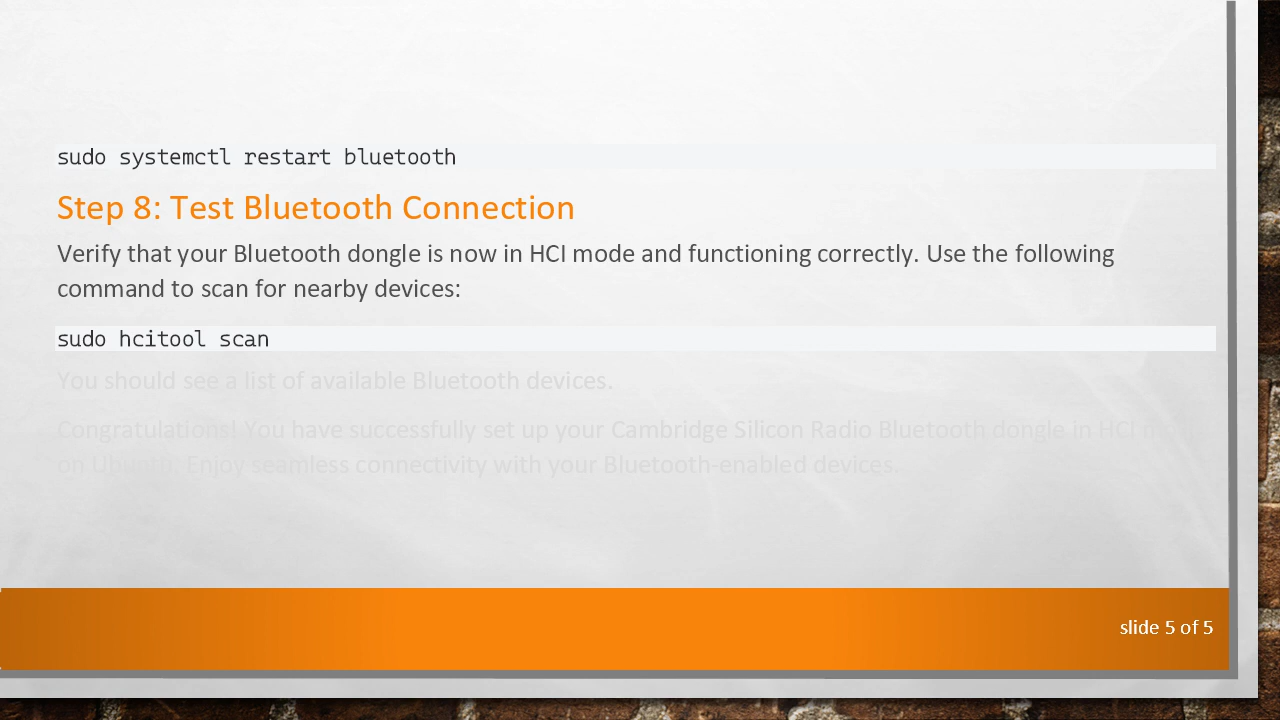 sudo systemctl restart bluetooth
Step 8: Test Bluetooth Connection
Verify that your Bluetooth dongle is now in HCI mode and functioning correctly. Use the following
command to scan for nearby devices:
sudo hcitool scan
You should see a list of available Bluetooth devices.
Congratulations! You have successfully set up your Cambridge Silicon Radio Bluetooth dongle in HCI mode
on Ubuntu. Enjoy seamless connectivity with your Bluetooth-enabled devices.
slide 5 of 5